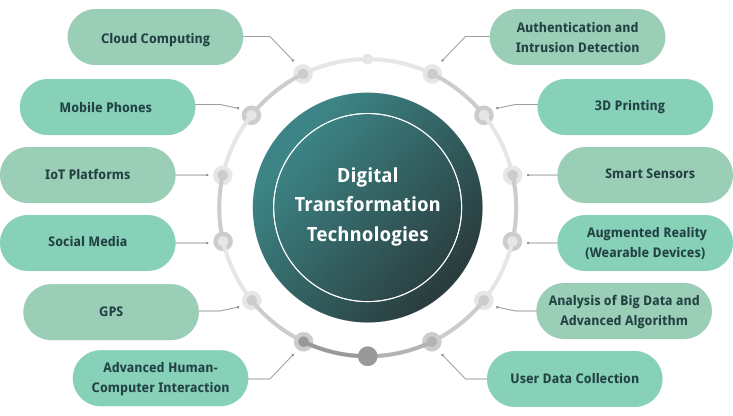 Cloud Computing
Mobile Phones
IoT Platforms
Social Media
GPS
Advanced Human-
Computer Interaction
Digital
Transformation
Technologies
Authentication and
Intrusion Detection
3D Printing
Smart Sensors
Augmented Reality
(Wearable Devices)
Analysis of Big Data and
Advanced Algorithm
User Data Collection